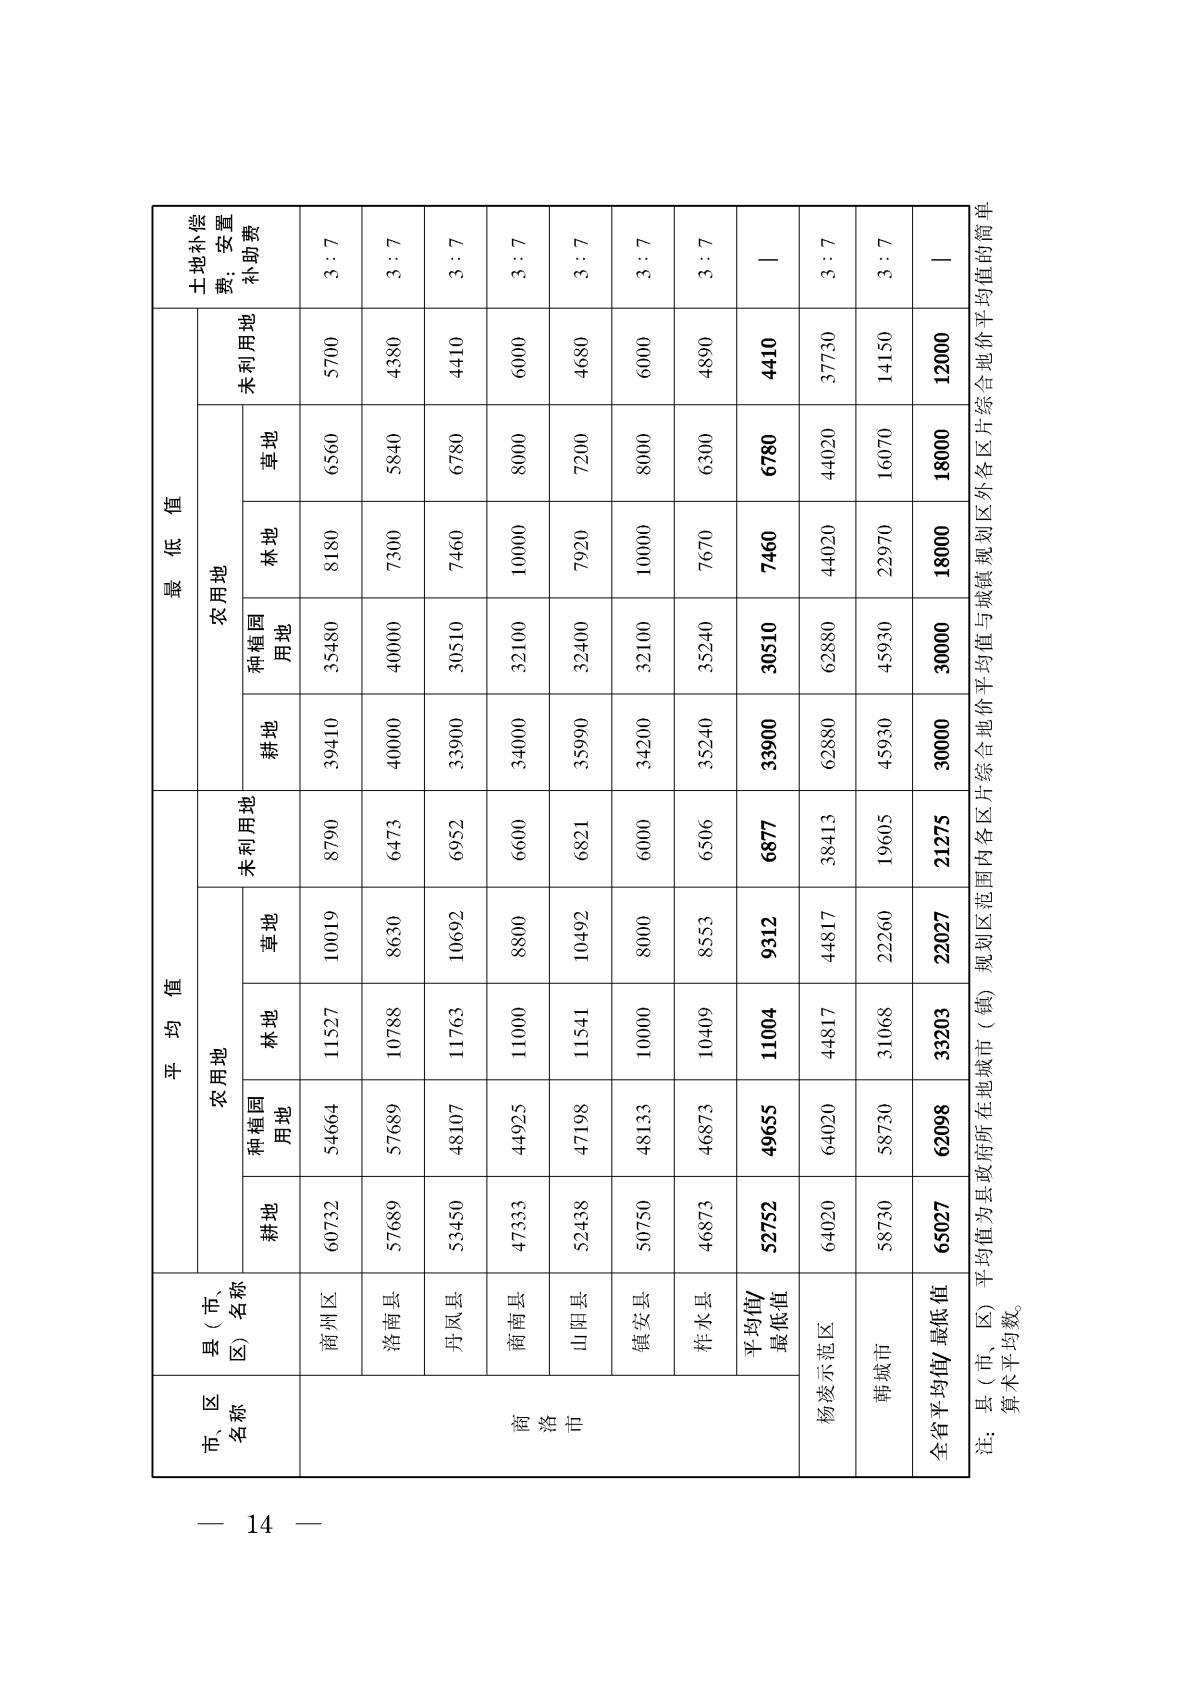 市、区
名称
县（市、
区）名称
平 均 值
最 低 值
土地补偿
费：安置
补助费
农用地
未利用地
农用地
未利用地
耕地
种植园
用地
林地
草地
耕地
种植园
用地
林地
草地
商
洛
市
商州区 60732 54664 11527 10019 8790 39410 35480 8180 6560 5700 3：7
洛南县 57689 57689 10788 8630 6473 40000 40000 7300 5840 4380 3：7
丹凤县 53450 48107 11763 10692 6952 33900 30510 7460 6780 4410 3：7
商南县 47333 44925 11000 8800 6600 34000 32100 10000 8000 6000 3：7
山阳县 52438 47198 11541 10492 6821 35990 32400 7920 7200 4680 3：7
镇安县 50750 48133 10000 8000 6000 34200 32100 10000 8000 6000 3：7
柞水县 46873 46873 10409 8553 6506 35240 35240 7670 6300 4890 3：7
平均值/
最低值
52752 49655 11004 9312 6877 33900 30510 7460 6780 4410 —
杨凌示范区 64020 64020 44817 44817 38413 62880 62880 44020 44020 37730 3：7
韩城市 58730 58730 31068 22260 19605 45930 45930 22970 16070 14150 3：7
全省平均值/最低值 65027 62098 33203 22027 21275 30000 30000 18000 18000 12000 —
注：县（市、区）平均值为县政府所在地城市（镇）规划区范围内各区片综合地价平均值与城镇规划区外各区片综合地价平均值的简单
算术平均数。
— 14 —